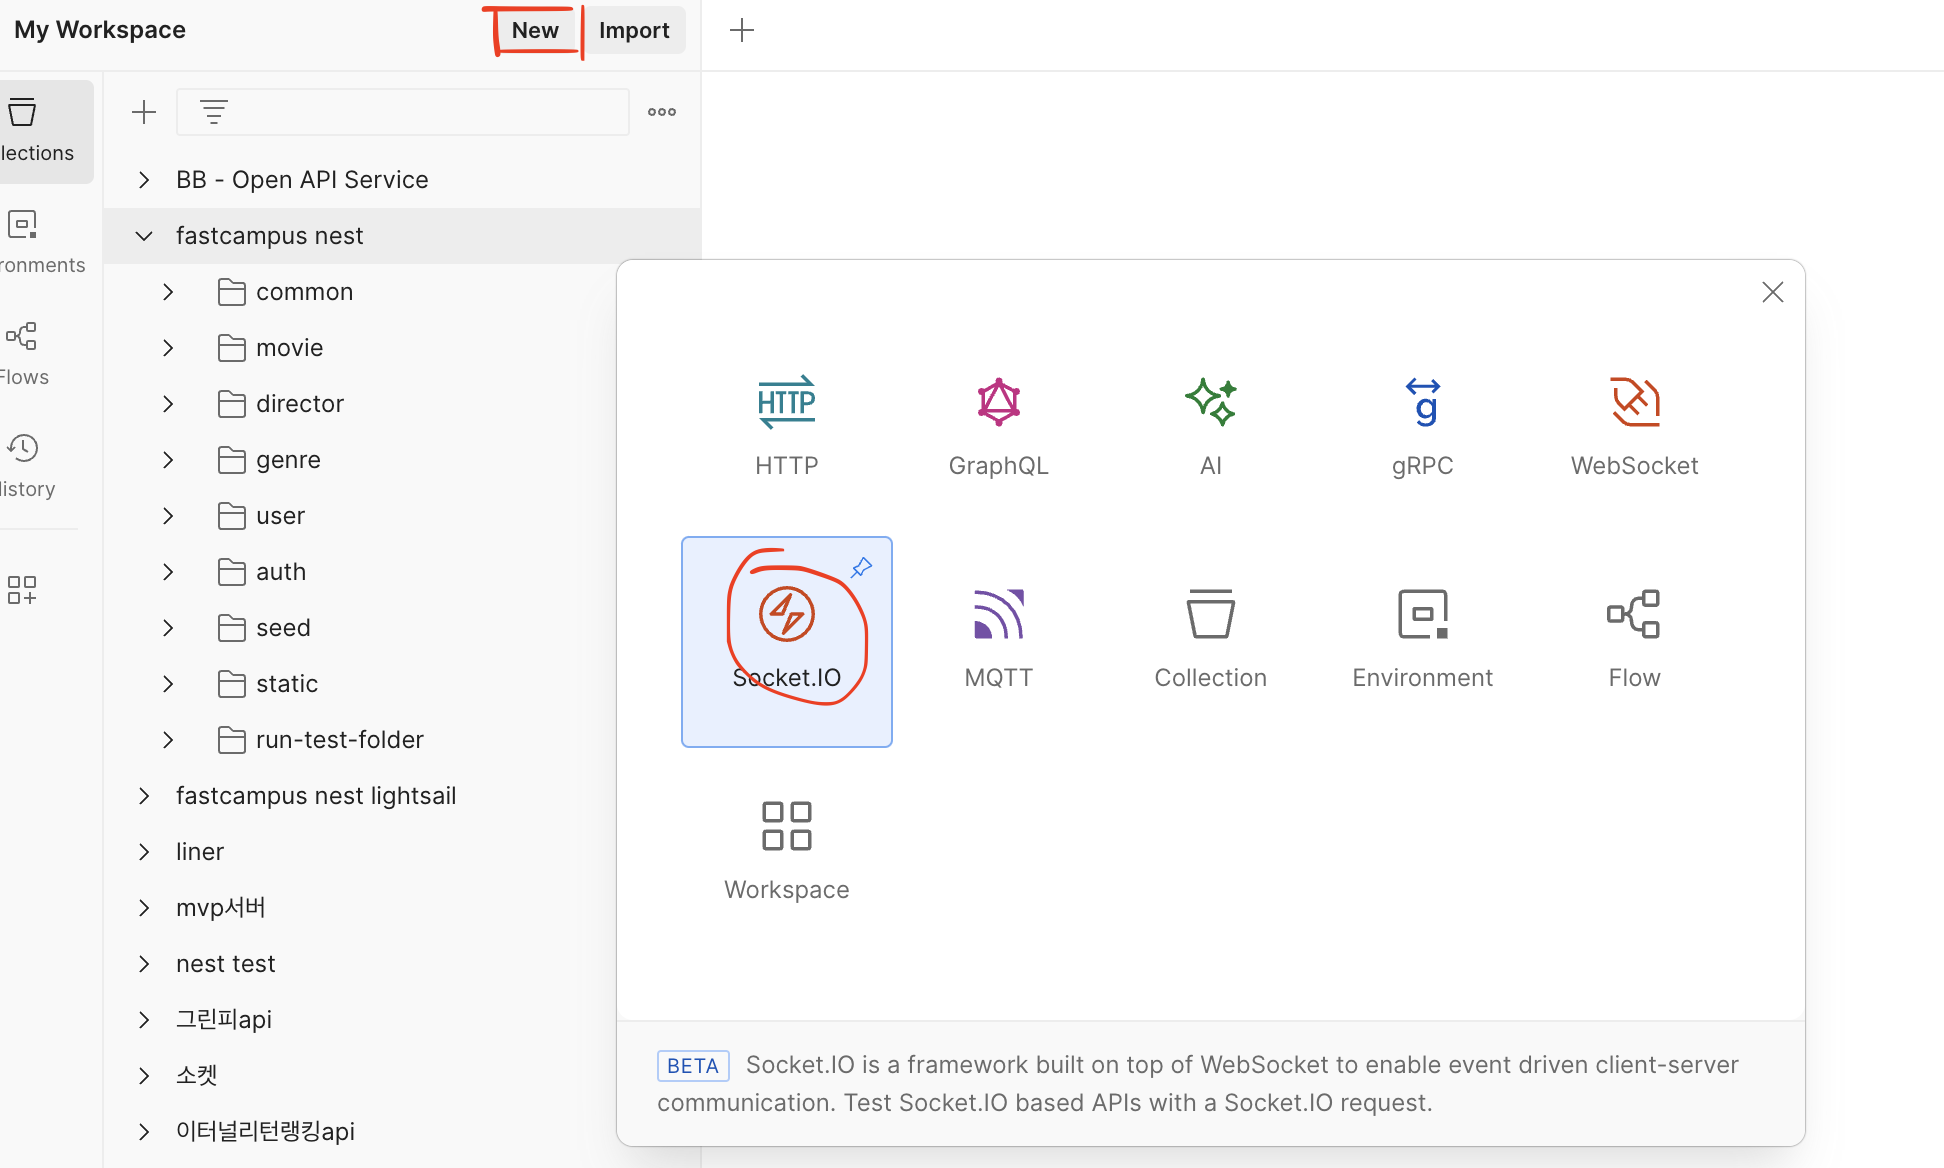 My Workspace
New
Import
lections
ronments
Flows
istory
BB - Open API Service
fastcampus nest
common
movie
director
genre
user
auth
seed
static
run-test-folder
fastcampus nest lightsail
liner
mvp서버
nest test
그린피api
소켓
이터널리턴랭킹api
HTTP
HTTP
GraphQL
AI
g
gRPC
WebSocket
Socket.IO
MQTT
Collection
Environment
Flow
Workspace
BETA Socket.IO is a framework built on top of WebSocket to enable event driven client-server
communication. Test Socket.IO based APIs with a Socket.IO request.